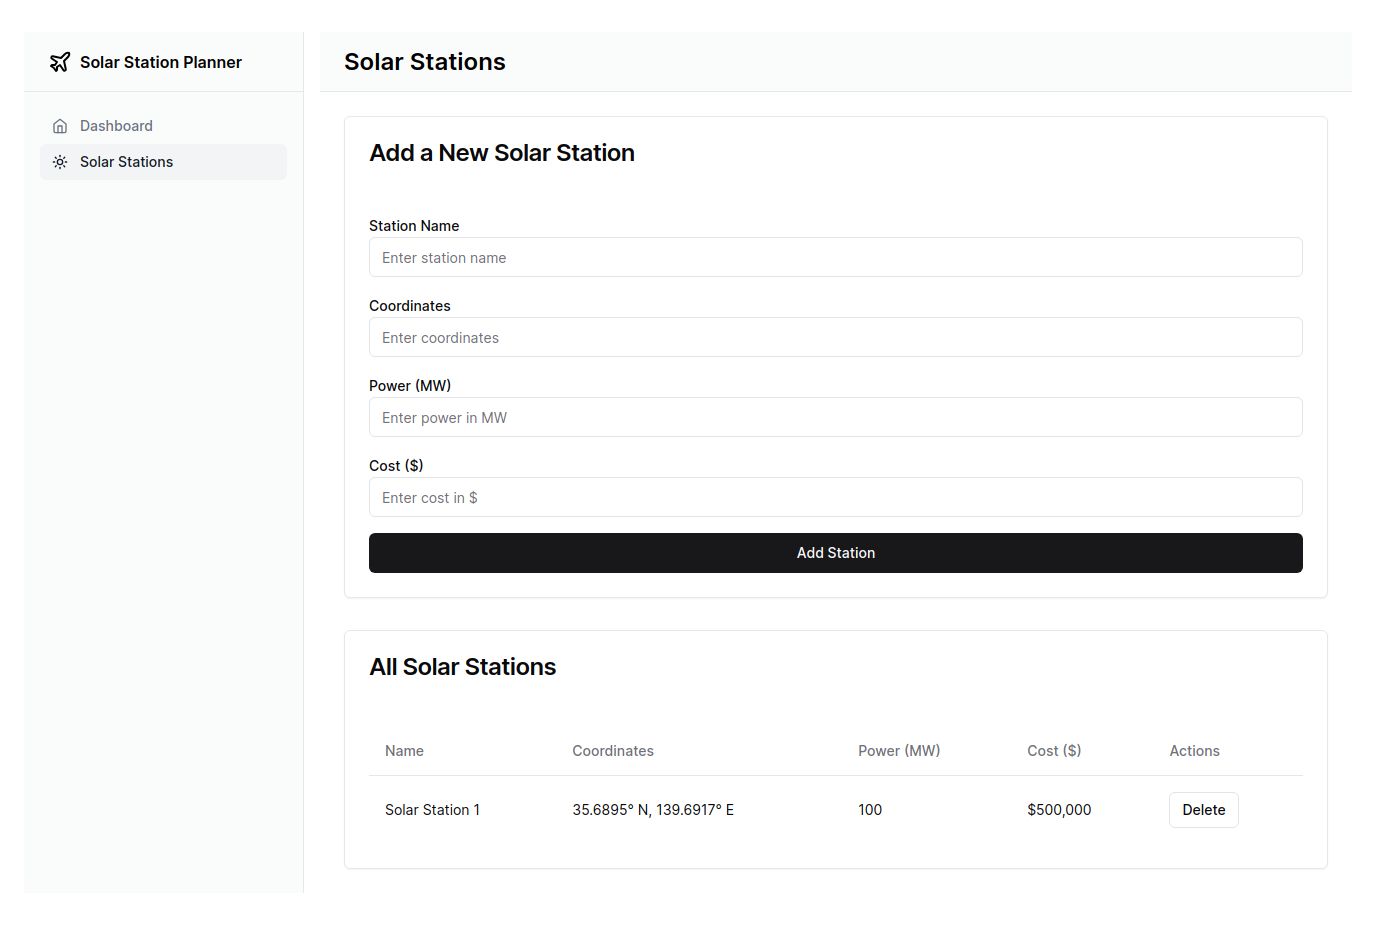 Solar Station Planner
Dashboard
Solar Stations
Solar Stations
Add a New Solar Station
Station Name
Enter station name
Coordinates
Enter coordinates
Power (MW)
Enter power in MW
Cost ($)
Enter cost in $
Add Station
All Solar Stations
Name Coordinates Power (MW) Cost ($) Actions
Solar Station 1 35.6895° N, 139.6917° E 100 $500,000 Delete